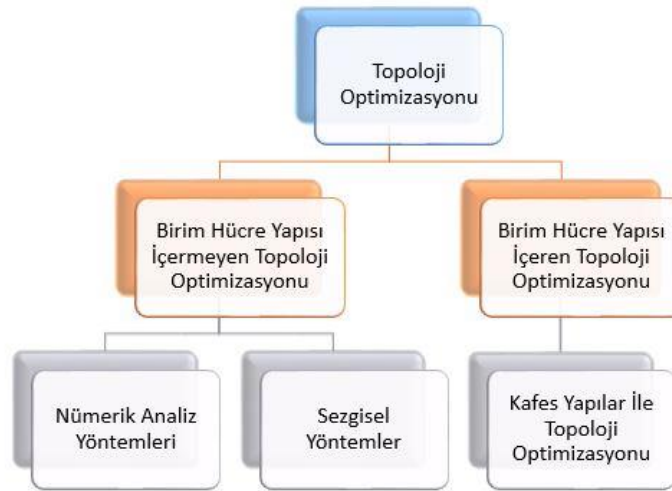 Topoloji
Optimizasyonu
Birim Hücre Yapısı
İçermeyen Topoloji
Optimizasyonu
Birim Hücre Yapısı
İçeren Topoloji
Optimizasyonu
Nümerik Analiz
Yöntemleri
Sezgisel
Yöntemler
Kafes Yapılar İle
Topoloji
Optimizasyonu